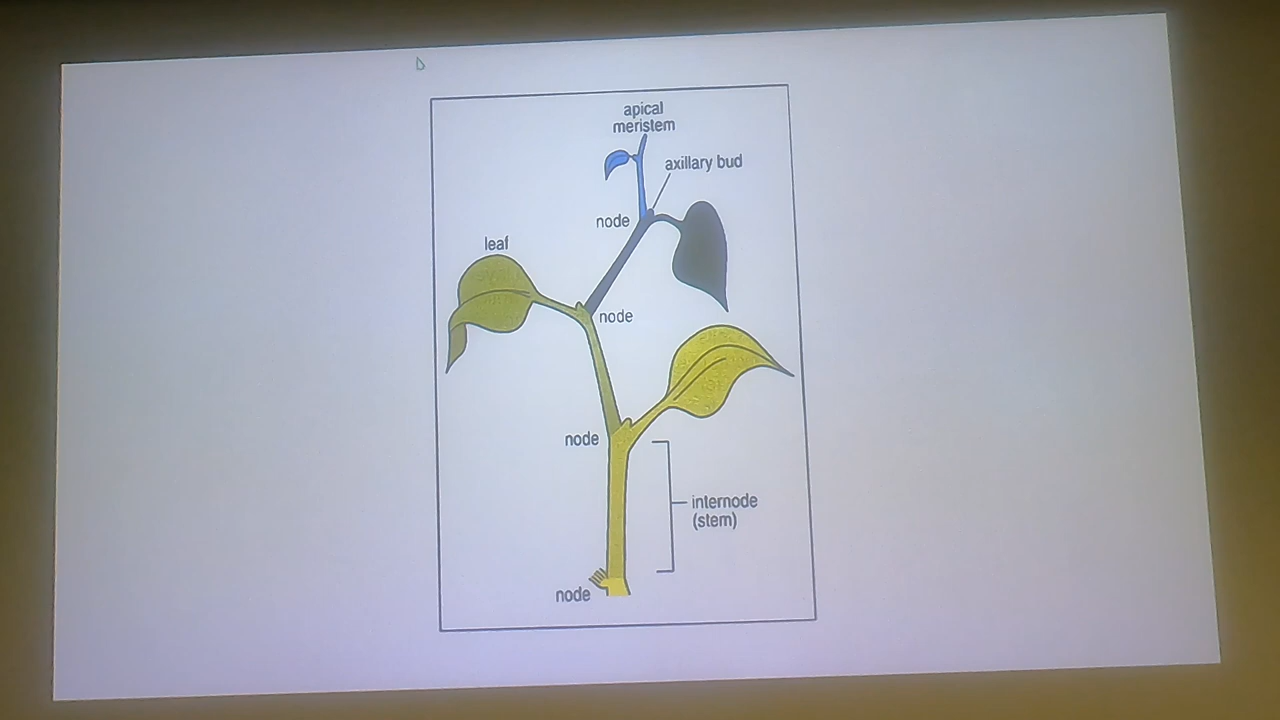 apical
meristem
axillary bud
node
leaf
node
node
internode
(stem)
node